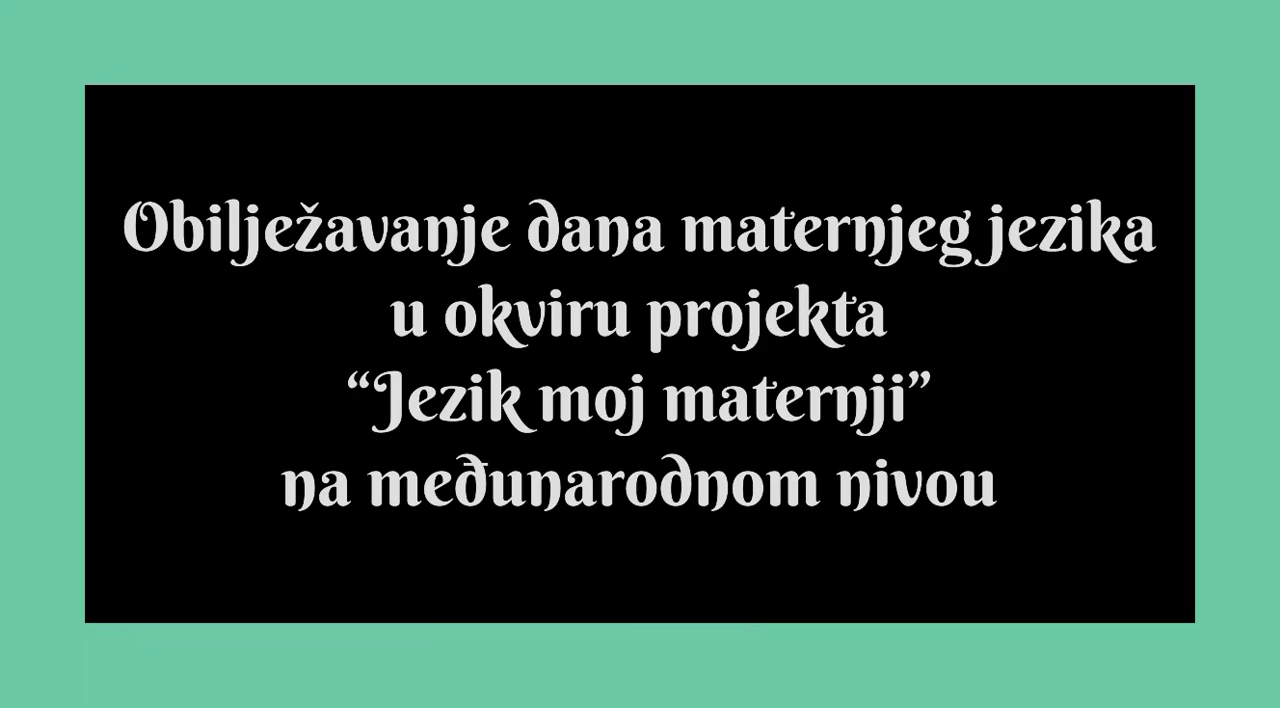 Obilježavanje dana maternjeg jezika
u okviru projekta
“Jezik moj maternji”
na međunarodnom nivou